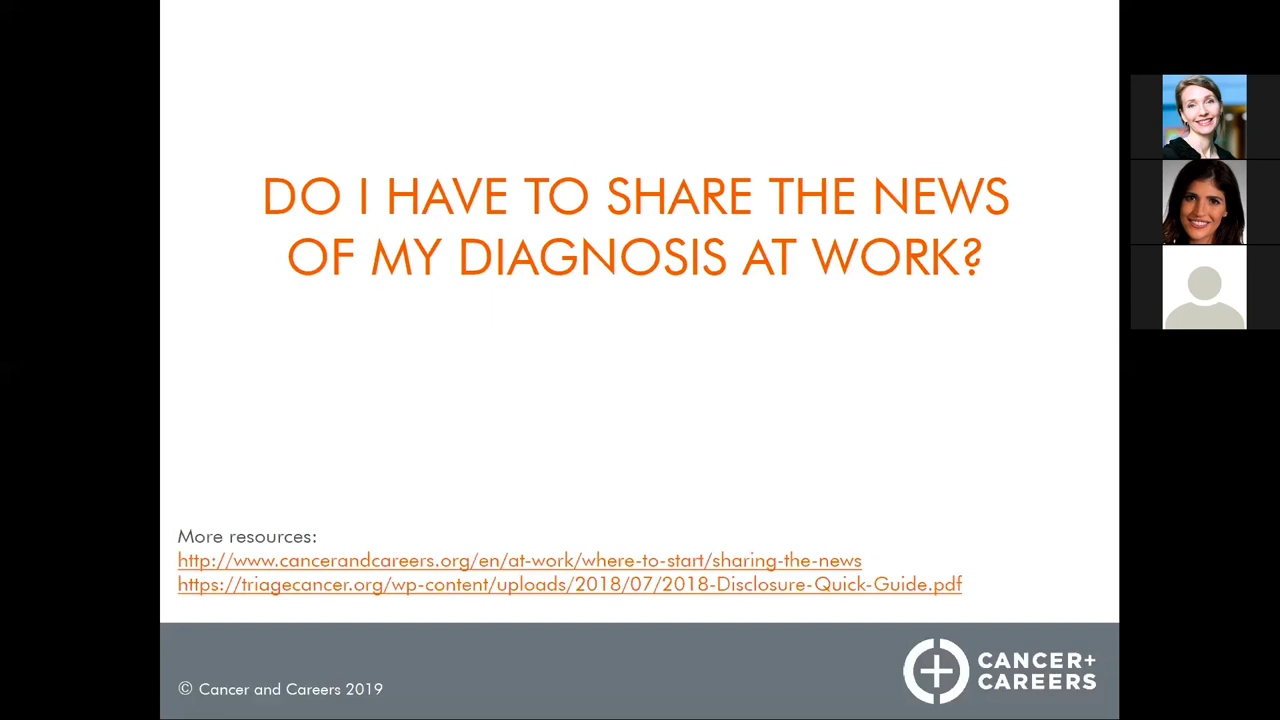 DO I HAVE TO SHARE THE NEWS
OF MY DIAGNOSIS AT WORK?
More resources:
http://www.cancerandcareers.org/en/at-work/where-to-start/sharing-the-news
https://triagecancer.org/wp-content/uploads/2018/07/2018-Disclosure-Quick-Guide.pdf
© Cancer and Careers 2019
CANCER+
CAREERS